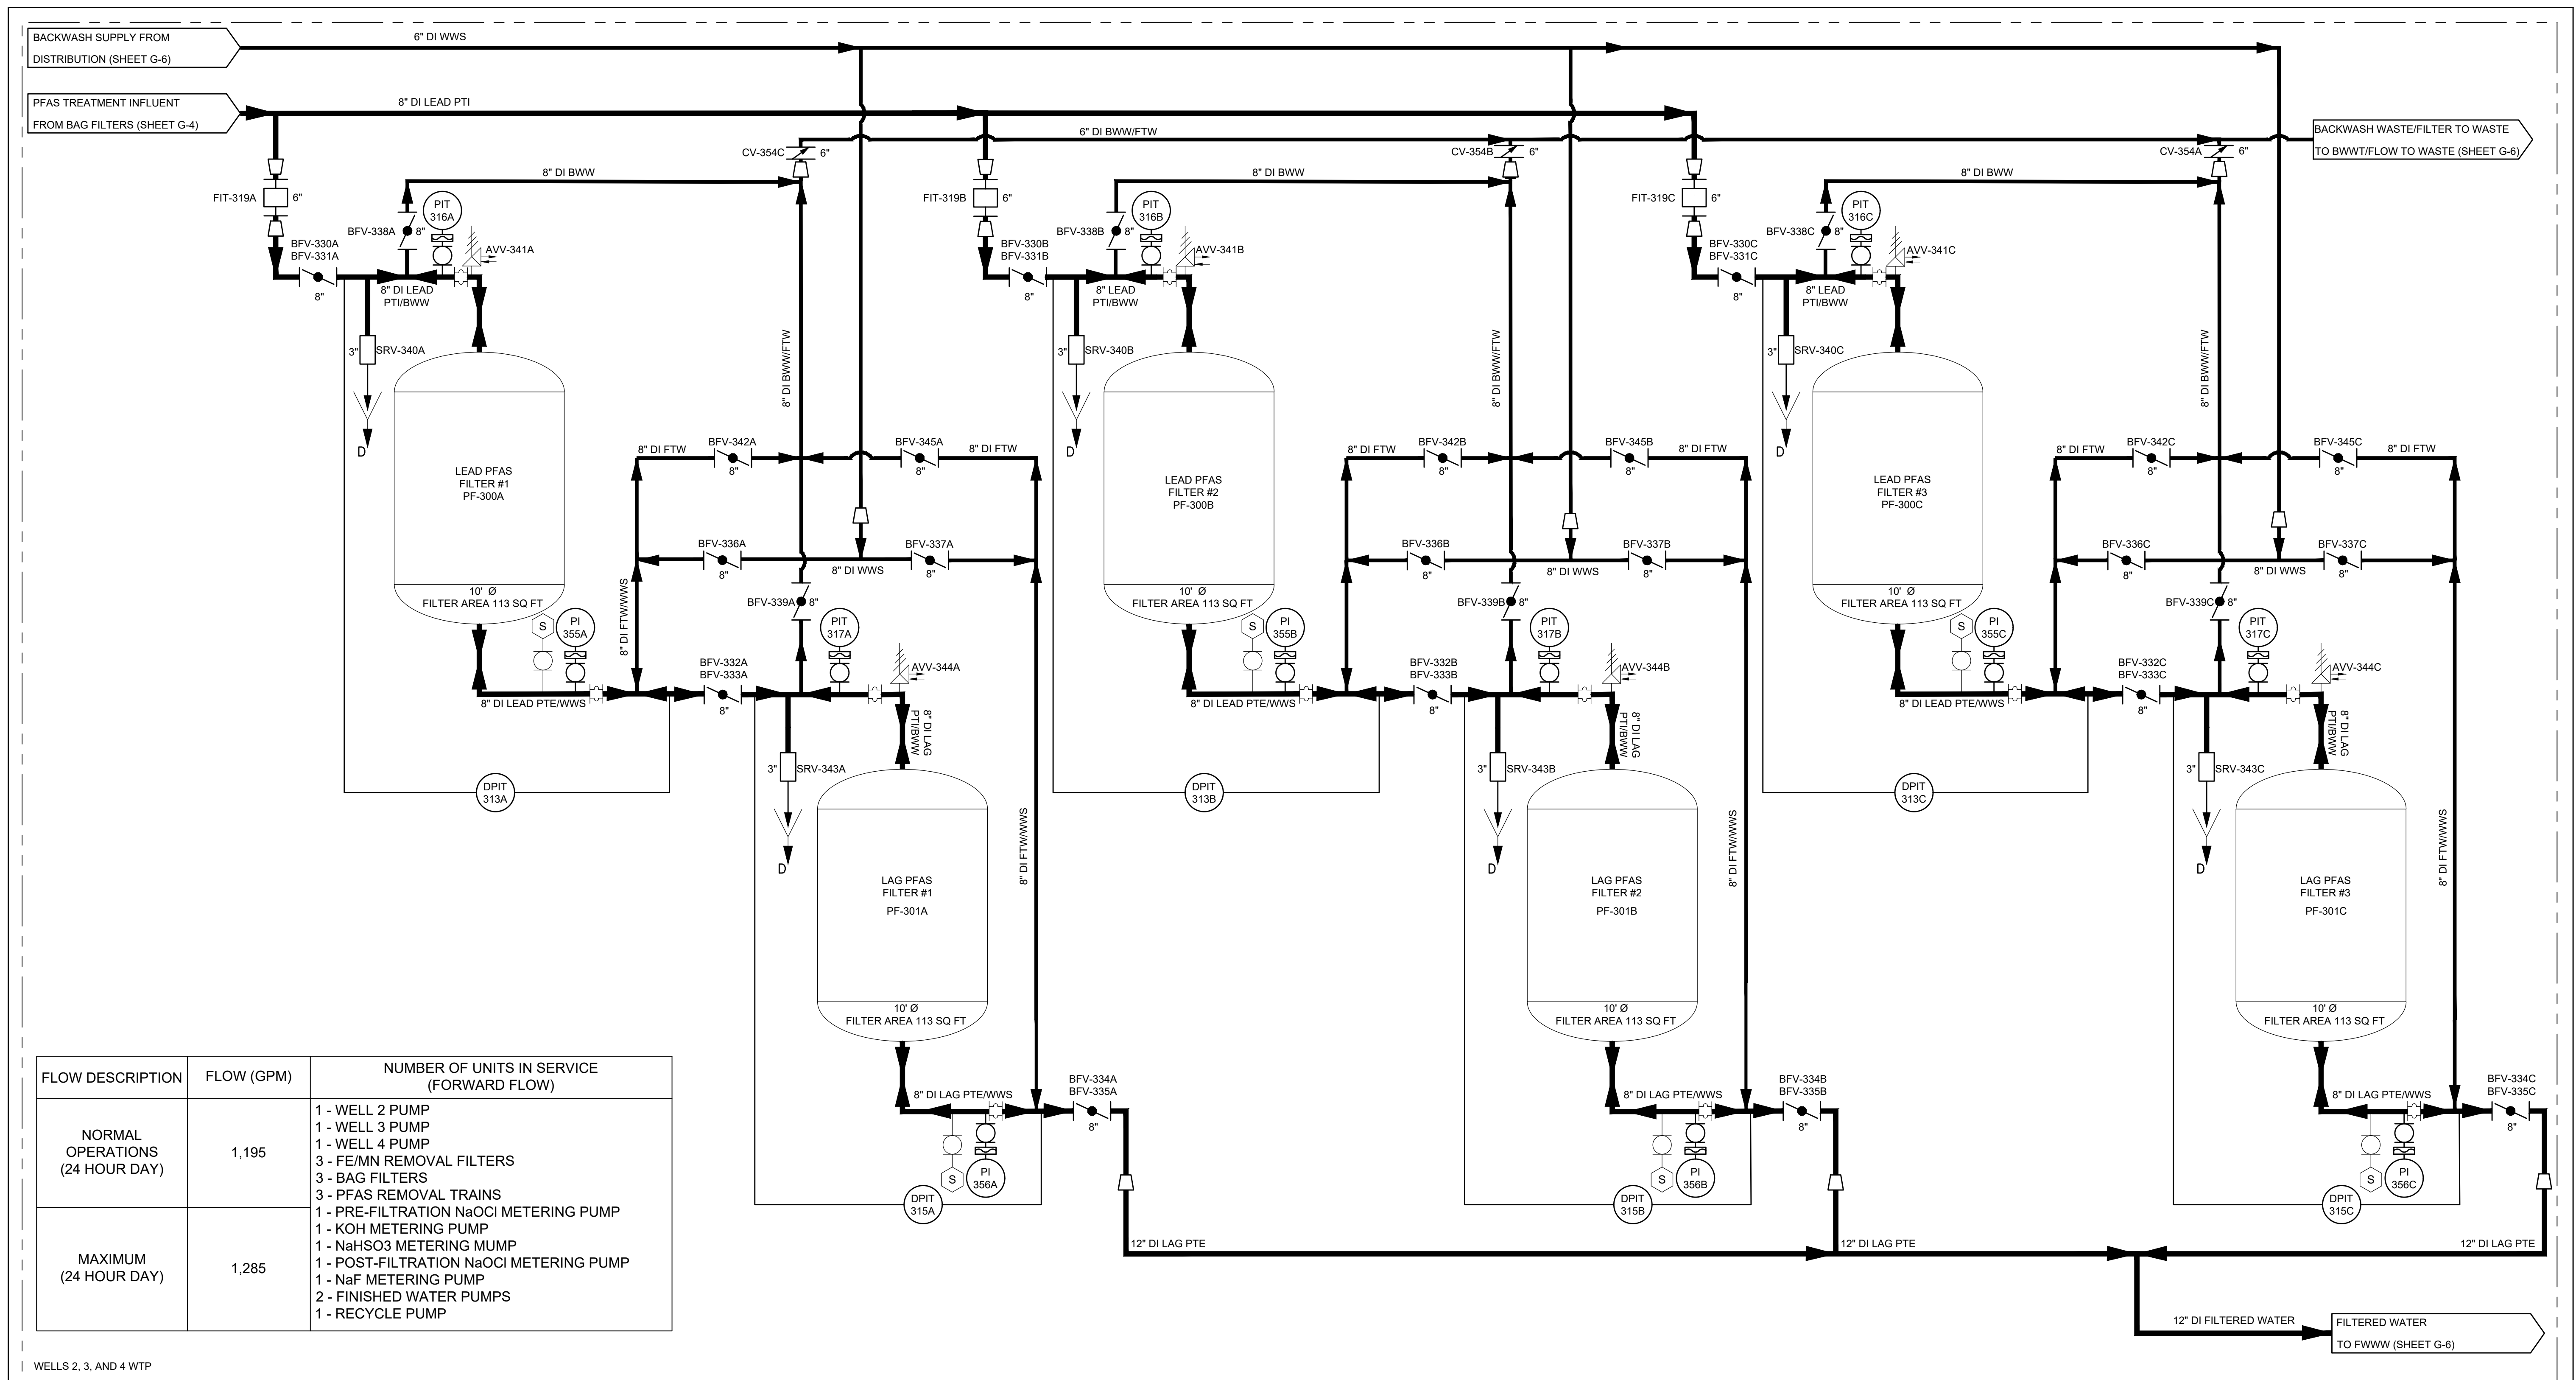 BACKWASH SUPPLY FROM
DISTRIBUTION (SHEET G-6)
6" DI WWS
PFAS TREATMENT INFLUENT
FROM BAG FILTERS (SHEET G-4)
8" DI LEAD PTI
6" DI BWW/FTW
BACKWASH WASTE/FILTER TO WASTE
TO BWWT/FLOW TO WASTE (SHEET G-6)
CV-354C
6"
CV-354B
6"
CV-354A
6"
8" DI BWW
8" DI BWW
8" DI BWW
FIT-319A
6"
BFV-338A
8"
PIT
316A
AVV-341A
BFV-330A
BFV-331A
8"
8" DI LEAD
PTI/BWW
3"
SRV-340A
D
FIT-319B
6"
BFV-338B
8"
PIT
316B
AVV-341B
BFV-330B
BFV-331B
8"
8" LEAD
PTI/BWW
3"
SRV-340B
D
FIT-319C
6"
BFV-338C
8"
PIT
316C
AVV-341C
BFV-330C
BFV-331C
8"
8" LEAD
PTI/BWW
3"
SRV-340C
D
LEAD PFAS
FILTER #1
PF-300A
10' Ø
FILTER AREA 113 SQ FT
8" DI BWW/FTW
8" DI FTW
BFV-342A
8"
BFV-345A
8"
8" DI FTW
BFV-336A
8"
8" DI WWS
BFV-337A
8"
8" DI FTW/WWS
BFV-339A
8"
S
PI
355A
8" DI LEAD PTE/WWS
BFV-332A
BFV-333A
8"
PIT
317A
AVV-344A
8" DI LAG
PTI/BWW
3"
SRV-343A
D
DPIT
313A
8" DI FTW/WWS
LAG PFAS
FILTER #1
PF-301A
10' Ø
FILTER AREA 113 SQ FT
8" DI LAG PTE/WWS
S
PI
356A
BFV-334A
BFV-335A
8"
DPIT
315A
12" DI LAG PTE
LEAD PFAS
FILTER #2
PF-300B
10' Ø
FILTER AREA 113 SQ FT
8" DI BWW/FTW
8" DI FTW
BFV-342B
8"
BFV-345B
8"
8" DI FTW
BFV-336B
8"
8" DI WWS
BFV-337B
8"
BFV-339B
8"
S
PI
355B
8" DI LEAD PTE/WWS
BFV-332B
BFV-333B
8"
PIT
317B
AVV-344B
8" DI LAG
PTI/BWW
3"
SRV-343B
D
DPIT
313B
8" DI FTW/WWS
LAG PFAS
FILTER #2
PF-301B
10' Ø
FILTER AREA 113 SQ FT
8" DI LAG PTE/WWS
S
PI
356B
BFV-334B
BFV-335B
8"
DPIT
315B
12" DI LAG PTE
LEAD PFAS
FILTER #3
PF-300C
10' Ø
FILTER AREA 113 SQ FT
8" DI BWW/FTW
8" DI FTW
BFV-342C
8"
BFV-345C
8"
8" DI FTW
BFV-336C
8"
8" DI WWS
BFV-337C
8"
BFV-339C
8"
S
PI
355C
8" DI LEAD PTE/WWS
BFV-332C
BFV-333C
8"
PIT
317C
AVV-344C
8" DI LAG
PTI/BWW
3"
SRV-343C
D
DPIT
313C
8" DI FTW/WWS
LAG PFAS
FILTER #3
PF-301C
10' Ø
FILTER AREA 113 SQ FT
8" DI LAG PTE/WWS
S
PI
356C
BFV-334C
BFV-335C
8"
DPIT
315C
12" DI LAG PTE
12" DI FILTERED WATER
FILTERED WATER
TO FWWW (SHEET G-6)
FLOW DESCRIPTION
FLOW (GPM)
NUMBER OF UNITS IN SERVICE
(FORWARD FLOW)
NORMAL
OPERATIONS
(24 HOUR DAY)
1,195
MAXIMUM
(24 HOUR DAY)
1,285
1 - WELL 2 PUMP
1 - WELL 3 PUMP
1 - WELL 4 PUMP
3 - FE/MN REMOVAL FILTERS
3 - BAG FILTERS
3 - PFAS REMOVAL TRAINS
1 - PRE-FILTRATION NaOCl METERING PUMP
1 - KOH METERING PUMP
1 - NaHSO3 METERING MUMP
1 - POST-FILTRATION NaOCl METERING PUMP
1 - NaF METERING PUMP
2 - FINISHED WATER PUMPS
1 - RECYCLE PUMP
WELLS 2, 3, AND 4 WTP